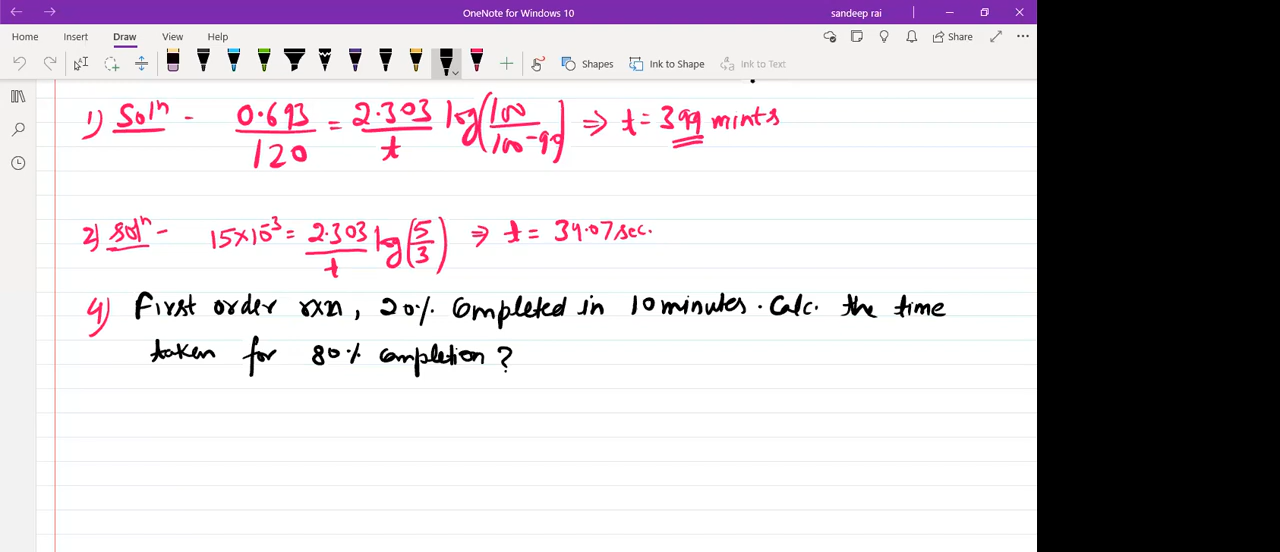 OneNote for Windows 10
sandeep rai
Home Insert Draw View Help
Share
Shapes Ink to Shape Ink to Text
1) Solⁿ - 0.693/120 = 2.303/t log(100/100-90) ⇒ t = 399 mints
2) Solⁿ - 15×10⁻³ = 2.303/t log(5/3) ⇒ t = 34.07 sec.
4) First order rxn, 20% completed in 10 minutes. Calc. the time
taken for 80% completion?